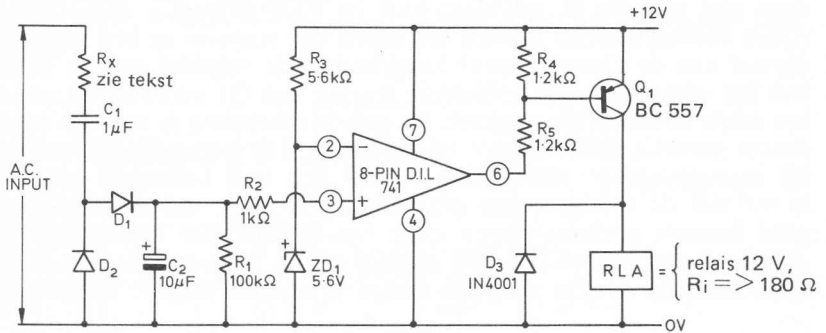 +12V
RX
zie tekst
C1
1µF
A.C.
INPUT
D1
D2
C2
10µF
+
R2
1kΩ
R1
100kΩ
R3
5·6kΩ
ZD1
5·6V
+
2
3
−
+
8-PIN D.I.L
741
7
4
6
R4
1·2kΩ
R5
1·2kΩ
Q1
BC 557
D3
IN4001
RLA
= { relais 12 V,
Ri => 180 Ω
0V